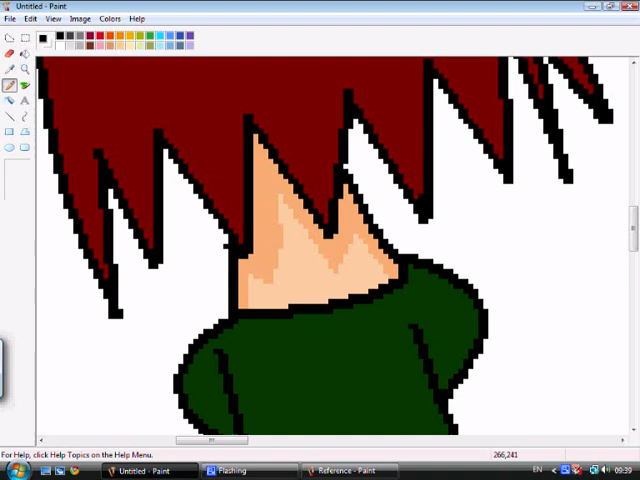 Untitled - Paint
File Edit View Image Colors Help
For Help, click Help Topics on the Help Menu.
266,241
Untitled - Paint
Flashing
Reference - Paint
EN
09:39